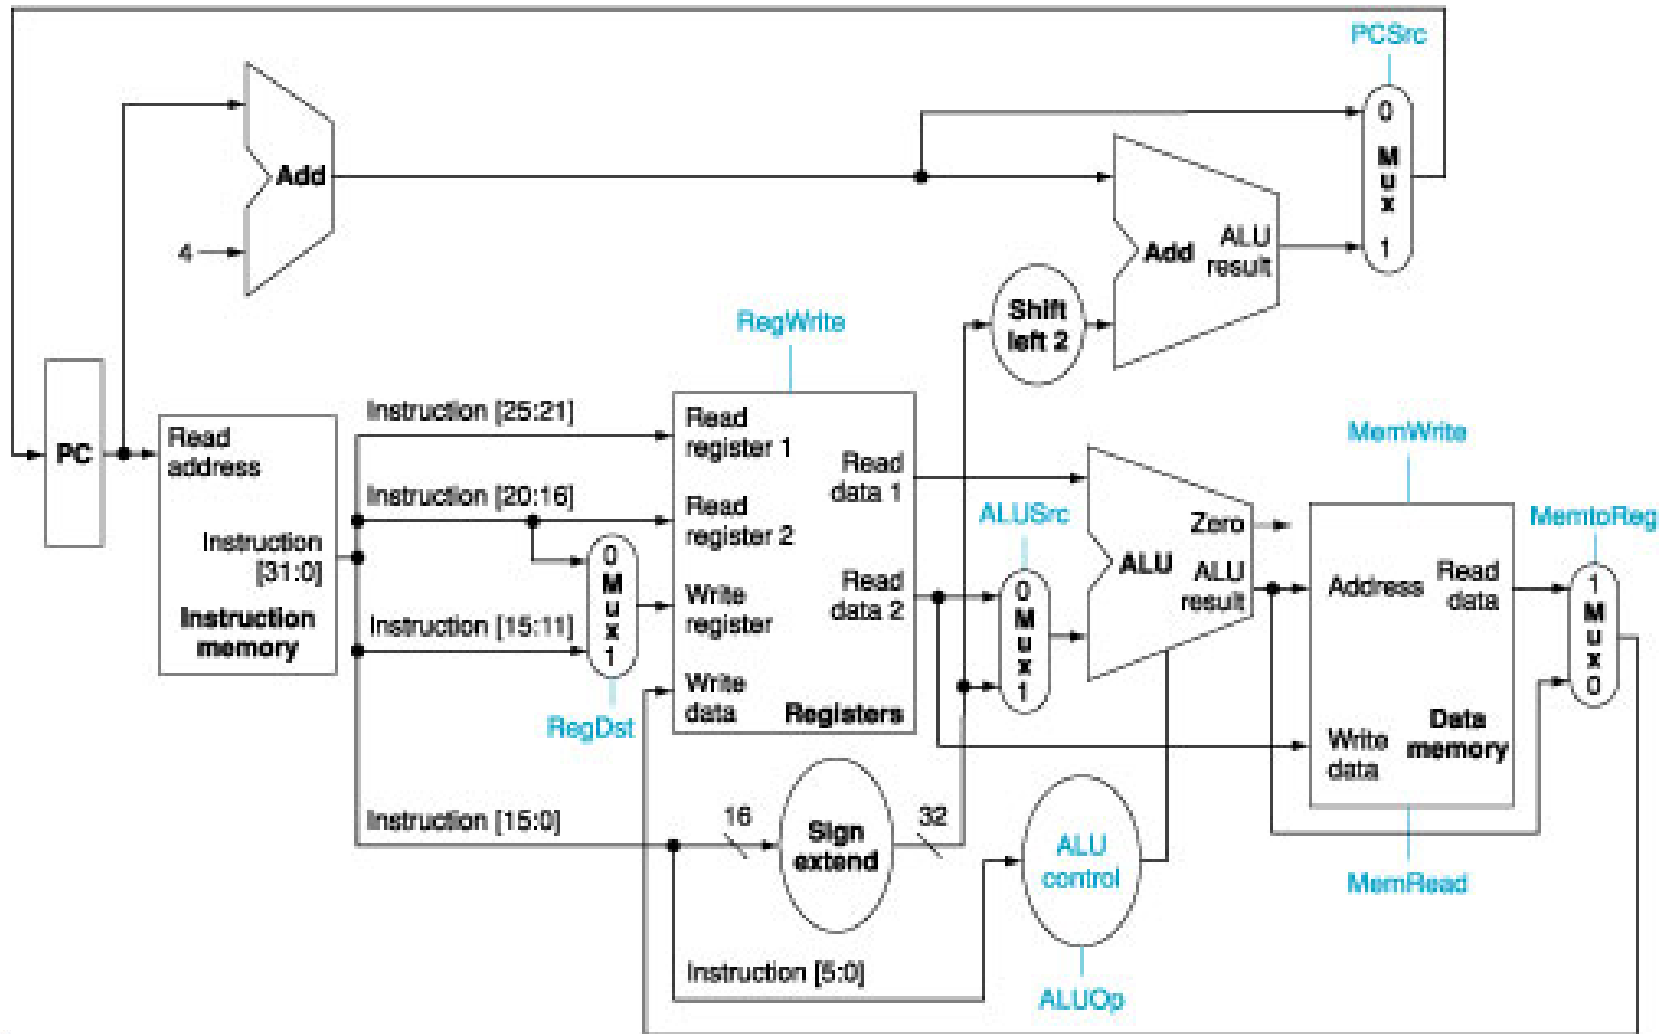 PCSrc
0
M
u
x
1
Add
4
Add
ALU
result
Shift
left 2
RegWrite
PC
Read
address
Instruction
[31:0]
Instruction
memory
Instruction [25:21]
Instruction [20:16]
Instruction [15:11]
Instruction [15:0]
0
M
u
x
1
RegDst
Read
register 1
Read
register 2
Write
register
Write
data
Read
data 1
Read
data 2
Registers
ALUSrc
0
M
u
x
1
ALU
Zero
ALU
result
MemWrite
Address
Read
data
Write
data
Data
memory
MemRead
MemtoReg
1
M
u
x
0
16
Sign
extend
32
ALU
control
Instruction [5:0]
ALUOp